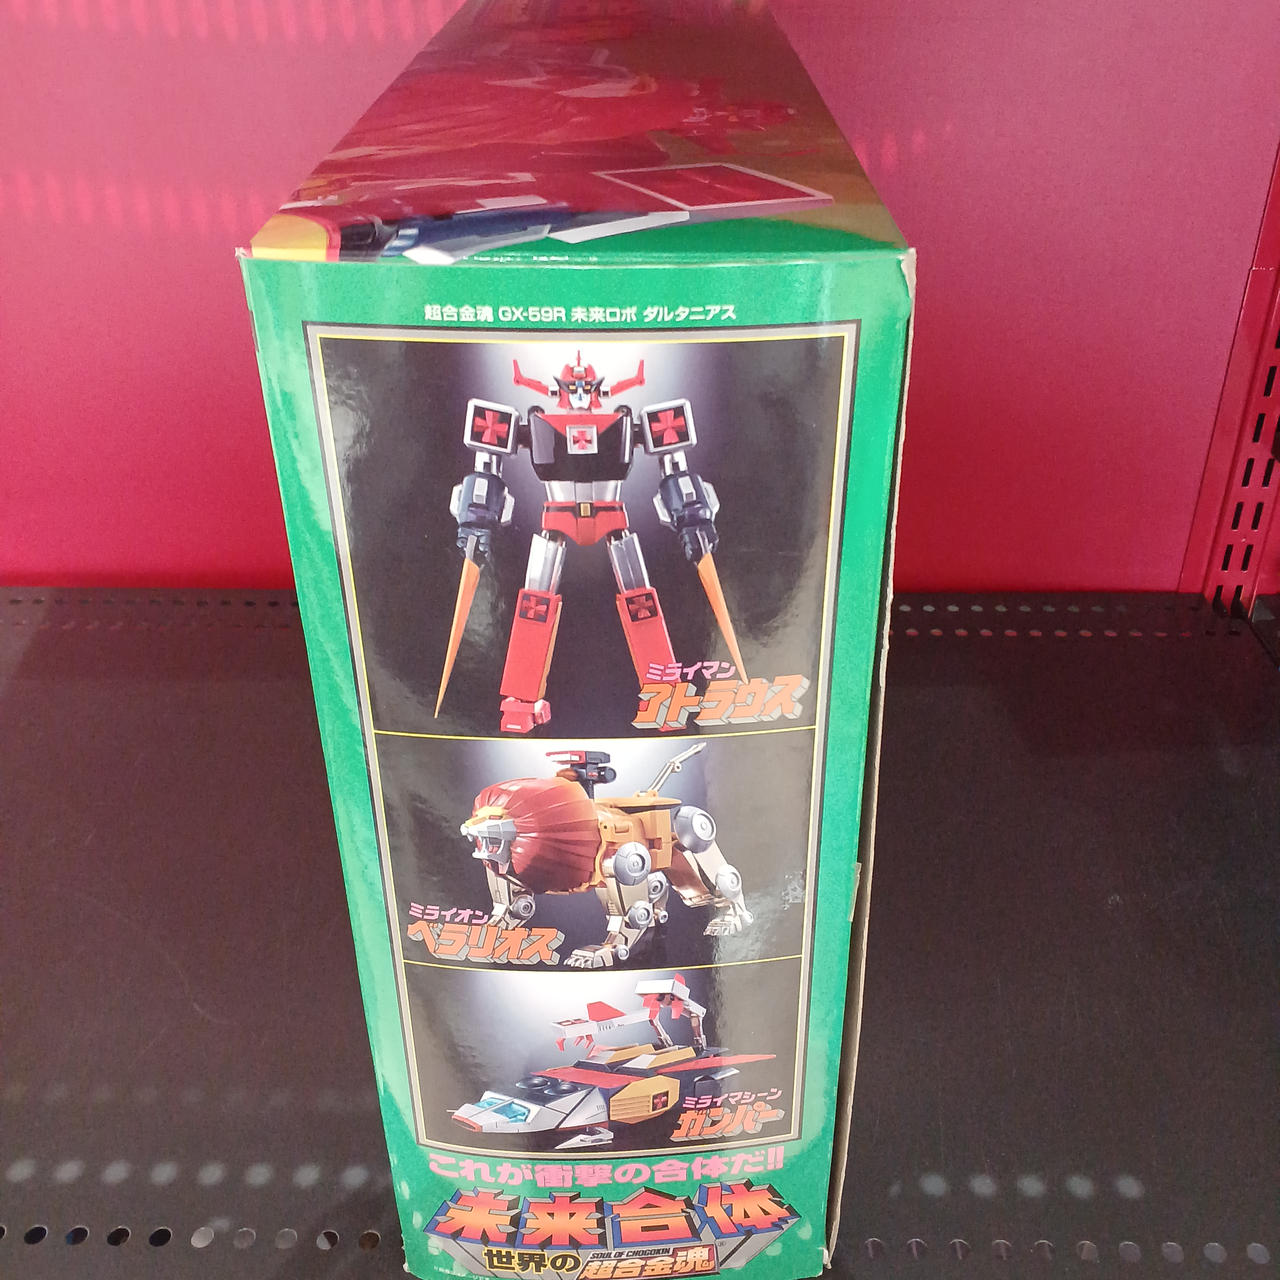 超合金魂 GX-59R 未来ロボ ダルタニアス
ミライマン
アトラウス
ミライオン
ベラリオス
ミライマシーン
ガンパー
これが衝撃の合体だ!!
未来合体
世界の
SOUL OF CHOGOKIN
超合金魂